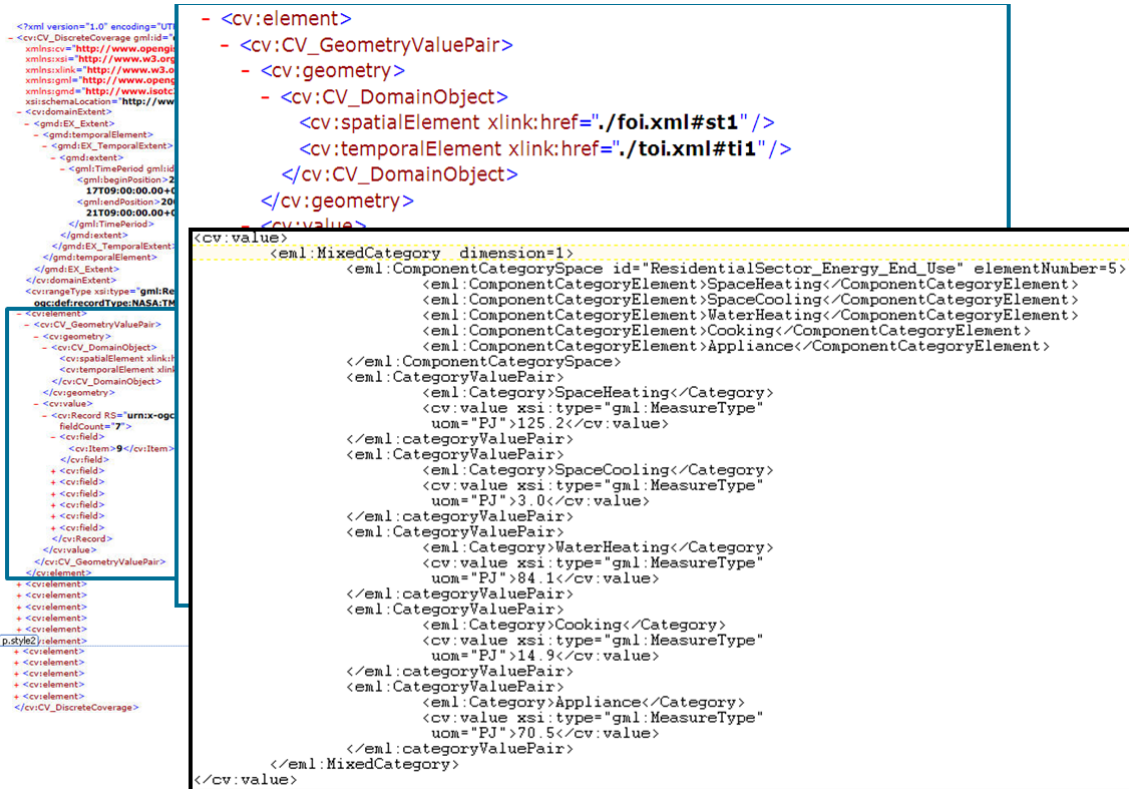 <?xml version="1.0" encoding="UT
- <cv:CV_DiscreteCoverage gml:id="
xmlns:cv="http://www.opengi
xmlns:xsi="http://www.w3.org
xmlns:xlink="http://www.w3.o
xmlns:gml="http://www.openg
xmlns:gmd="http://www.isotc
xsi:schemaLocation="http://ww
- <cv:domainExtent>
- <gmd:EX_Extent>
- <gmd:temporalElement>
- <gmd:EX_TemporalExtent>
- <gmd:extent>
- <gml:TimePeriod gml:id
<gml:beginPosition>2
17T09:00:00.00+0
<gml:endPosition>200
21T09:00:00.00+0
</gml:TimePeriod>
</gmd:extent>
</gmd:EX_TemporalExtent>
</gmd:temporalElement>
</gmd:EX_Extent>
</cv:domainExtent>
<cv:rangeType xsi:type="gml:Re
ogc:def:recordType:NASA:TM
- <cv:element>
- <cv:CV_GeometryValuePair>
- <cv:geometry>
- <cv:CV_DomainObject>
<cv:spatialElement xlink:h
<cv:temporalElement xlink
</cv:CV_DomainObject>
</cv:geometry>
- <cv:value>
- <cv:Record RS="urn:x-ogc
fieldCount="7">
- <cv:field>
<cv:Item>9</cv:Item>
</cv:field>
+ <cv:field>
+ <cv:field>
+ <cv:field>
+ <cv:field>
+ <cv:field>
+ <cv:field>
</cv:Record>
</cv:value>
</cv:CV_GeometryValuePair>
</cv:element>
+ <cv:element>
+ <cv:element>
+ <cv:element>
+ <cv:element>
+ <cv:element>
p.style2 v:element>
+ <cv:element>
+ <cv:element>
+ <cv:element>
+ <cv:element>
+ <cv:element>
</cv:CV_DiscreteCoverage>
- <cv:element>
- <cv:CV_GeometryValuePair>
- <cv:geometry>
- <cv:CV_DomainObject>
<cv:spatialElement xlink:href="./foi.xml#st1"/>
<cv:temporalElement xlink:href="./toi.xml#ti1"/>
</cv:CV_DomainObject>
</cv:geometry>
- <cv:value>
<cv:value>
<eml:MixedCategory dimension=1>
<eml:ComponentCategorySpace id="ResidentialSector_Energy_End_Use" elementNumber=5>
<eml:ComponentCategoryElement>SpaceHeating</ComponentCategoryElement>
<eml:ComponentCategoryElement>SpaceCooling</ComponentCategoryElement>
<eml:ComponentCategoryElement>WaterHeating</ComponentCategoryElement>
<eml:ComponentCategoryElement>Cooking</ComponentCategoryElement>
<eml:ComponentCategoryElement>Appliance</ComponentCategoryElement>
</eml:ComponentCategorySpace>
<eml:CategoryValuePair>
<eml:Category>SpaceHeating</Category>
<cv:value xsi:type="gml:MeasureType"
uom="PJ">125.2</cv:value>
</eml:categoryValuePair>
<eml:CategoryValuePair>
<eml:Category>SpaceCooling</Category>
<cv:value xsi:type="gml:MeasureType"
uom="PJ">3.0</cv:value>
</eml:categoryValuePair>
<eml:CategoryValuePair>
<eml:Category>WaterHeating</Category>
<cv:value xsi:type="gml:MeasureType"
uom="PJ">84.1</cv:value>
</eml:categoryValuePair>
<eml:CategoryValuePair>
<eml:Category>Cooking</Category>
<cv:value xsi:type="gml:MeasureType"
uom="PJ">14.9</cv:value>
</eml:categoryValuePair>
<eml:CategoryValuePair>
<eml:Category>Appliance</Category>
<cv:value xsi:type="gml:MeasureType"
uom="PJ">70.5</cv:value>
</eml:categoryValuePair>
</eml:MixedCategory>
</cv:value>